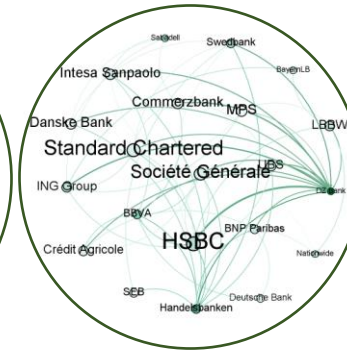 Sabadell
Swedbank
BayernLB
Intesa Sanpaolo
Commerzbank
MPS
Danske Bank
LBBW
Standard Chartered
Société Générale
UBS
ING Group
DZ Bank
BBVA
BNP Paribas
HSBC
Crédit Agricole
Nationwide
SEB
Deutsche Bank
Handelsbanken